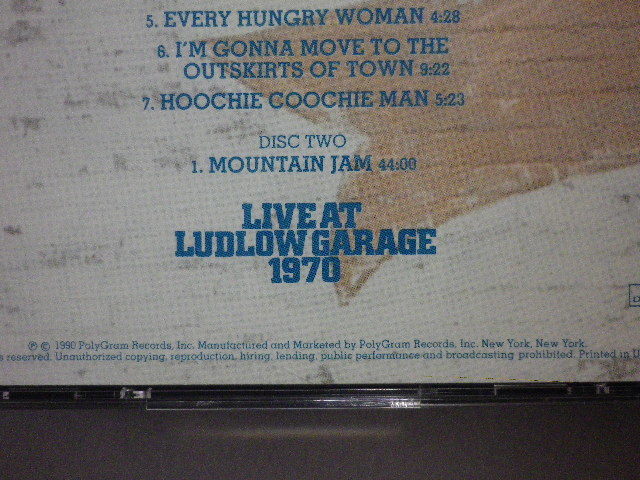 5. EVERY HUNGRY WOMAN 4:28
6. I'M GONNA MOVE TO THE
OUTSKIRTS OF TOWN 9:22
7. HOOCHIE COOCHIE MAN 5:23
DISC TWO
1. MOUNTAIN JAM 44:00
LIVE AT
LUDLOW GARAGE
1970
℗ © 1990 PolyGram Records, Inc. Manufactured and Marketed by PolyGram Records, Inc. New York, New York.
reserved. Unauthorized copying, reproduction, hiring, lending, public performance and broadcasting prohibited. Printed in U